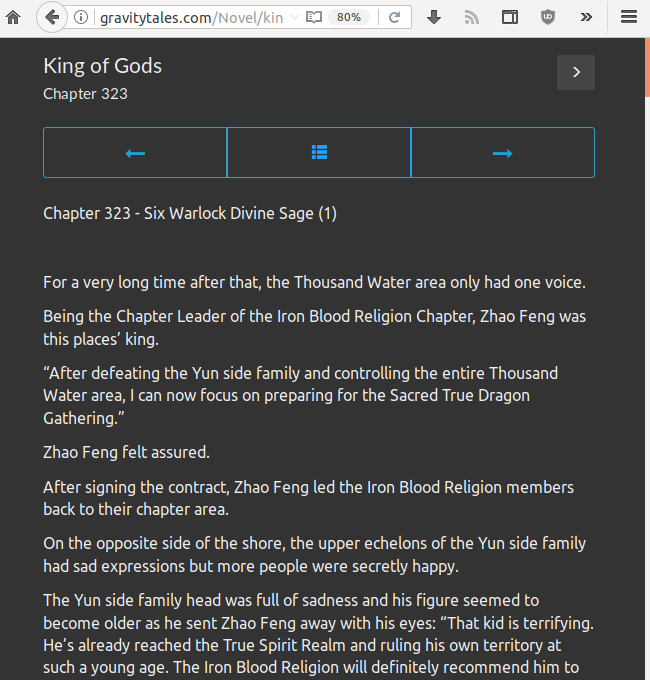 gravitytales.com/Novel/kin
80%
King of Gods
Chapter 323
Chapter 323 - Six Warlock Divine Sage (1)
For a very long time after that, the Thousand Water area only had one voice.
Being the Chapter Leader of the Iron Blood Religion Chapter, Zhao Feng was
this places’ king.
“After defeating the Yun side family and controlling the entire Thousand
Water area, I can now focus on preparing for the Sacred True Dragon
Gathering.”
Zhao Feng felt assured.
After signing the contract, Zhao Feng led the Iron Blood Religion members
back to their chapter area.
On the opposite side of the shore, the upper echelons of the Yun side family
had sad expressions but more people were secretly happy.
The Yun side family head was full of sadness and his figure seemed to
become older as he sent Zhao Feng away with his eyes: “That kid is terrifying.
He’s already reached the True Spirit Realm and ruling his own territory at
such a young age. The Iron Blood Religion will definitely recommend him to